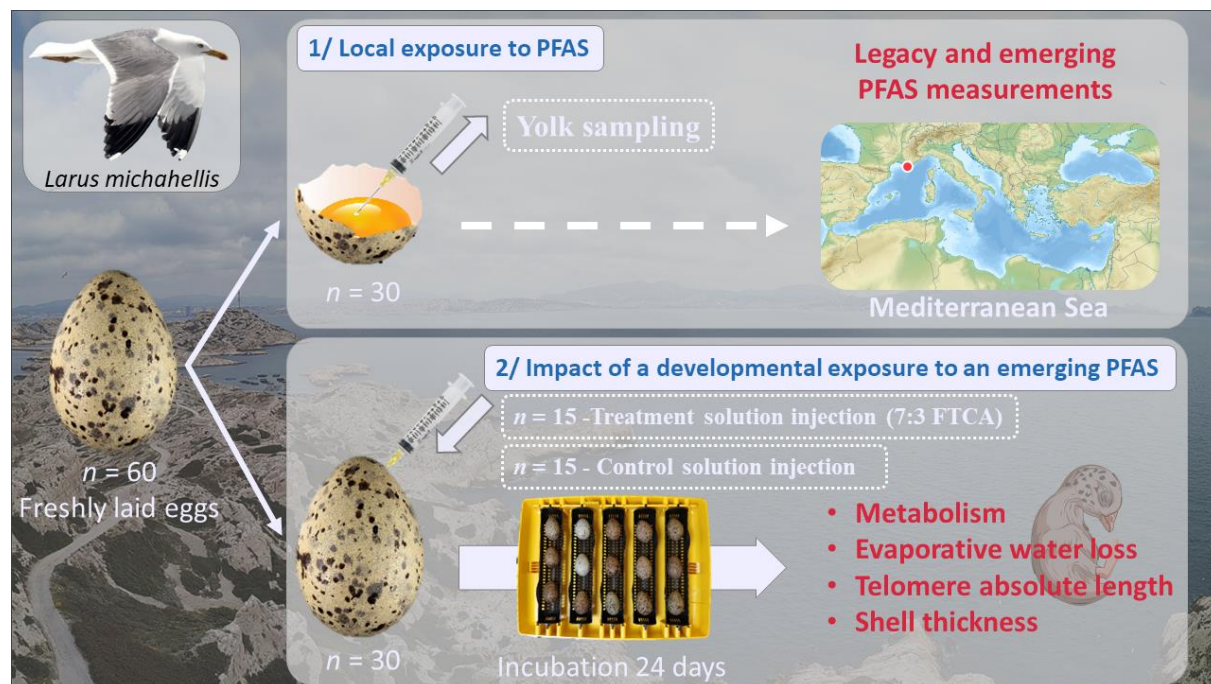 Larus michahellis
n = 60
Freshly laid eggs
1/ Local exposure to PFAS
Yolk sampling
n = 30
Legacy and emerging
PFAS measurements
Mediterranean Sea
2/ Impact of a developmental exposure to an emerging PFAS
n = 15 -Treatment solution injection (7:3 FTCA)
n = 15 - Control solution injection
n = 30
Incubation 24 days
• Metabolism
• Evaporative water loss
• Telomere absolute length
• Shell thickness